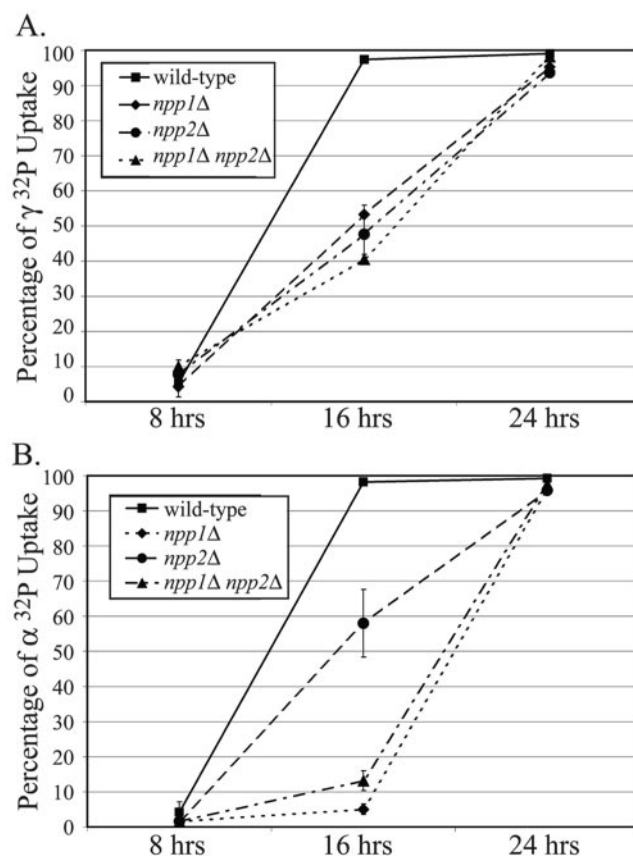 A.
Percentage of γ ³²P Uptake
100
90
80
70
60
50
40
30
20
10
0
wild-type
npp1Δ
npp2Δ
npp1Δ npp2Δ
8 hrs 16 hrs 24 hrs
B.
Percentage of α ³²P Uptake
100
90
80
70
60
50
40
30
20
10
0
wild-type
npp1Δ
npp2Δ
npp1Δ npp2Δ
8 hrs 16 hrs 24 hrs